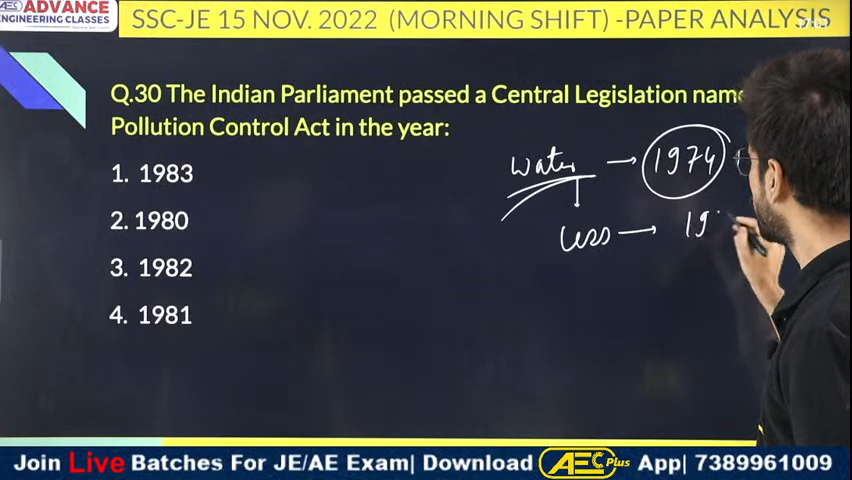 ADVANCE
ENGINEERING CLASSES
SSC-JE 15 NOV. 2022 (MORNING SHIFT) -PAPER ANALYSIS
Q.30 The Indian Parliament passed a Central Legislation name
Pollution Control Act in the year:
1. 1983
2. 1980
3. 1982
4. 1981
water → 1974
cess → 19
Join Live Batches For JE/AE Exam| Download AEC Plus App| 7389961009